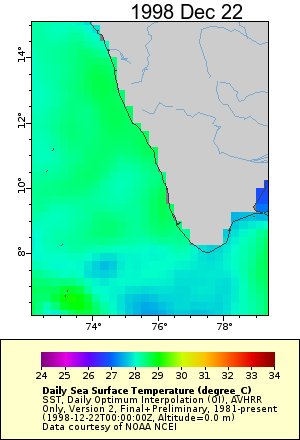 1998 Dec 22
14°
12°
10°
8°
74°
76°
78°
24 25 26 27 28 29 30 31 32 33 34
Daily Sea Surface Temperature (degree_C)
SST, Daily Optimum Interpolation (OI), AVHRR
Only, Version 2, Final+Preliminary, 1981-present
(1998-12-22T00:00:00Z, Altitude=0.0 m)
Data courtesy of NOAA NCEI